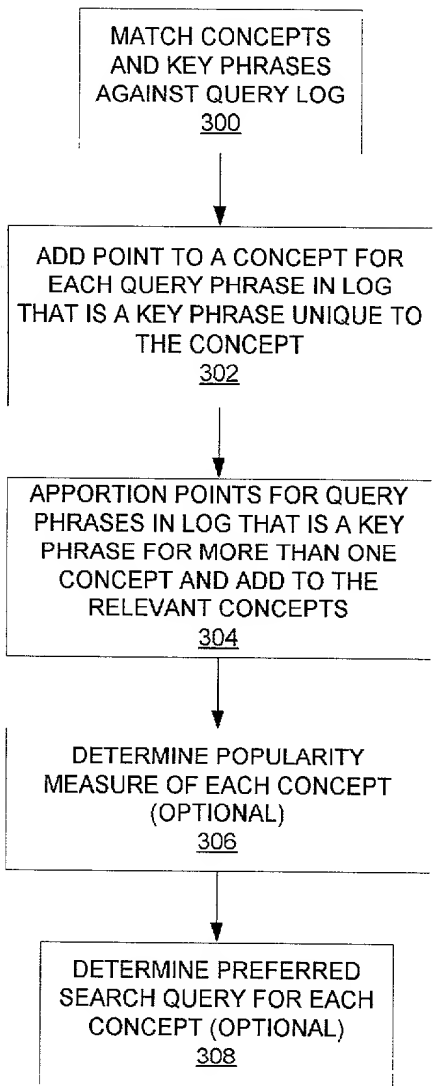 MATCH CONCEPTS
AND KEY PHRASES
AGAINST QUERY LOG
300
ADD POINT TO A CONCEPT FOR
EACH QUERY PHRASE IN LOG
THAT IS A KEY PHRASE UNIQUE TO
THE CONCEPT
302
APPORTION POINTS FOR QUERY
PHRASES IN LOG THAT IS A KEY
PHRASE FOR MORE THAN ONE
CONCEPT AND ADD TO THE
RELEVANT CONCEPTS
304
DETERMINE POPULARITY
MEASURE OF EACH CONCEPT
(OPTIONAL)
306
DETERMINE PREFERRED
SEARCH QUERY FOR EACH
CONCEPT (OPTIONAL)
308